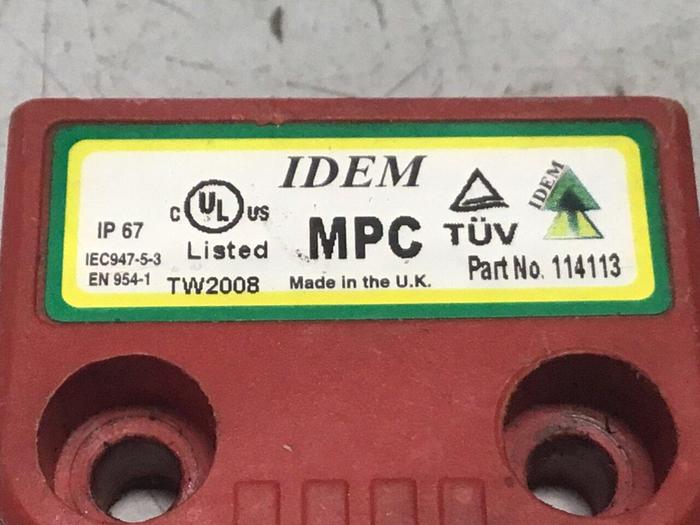 IDEM
IP 67
IEC947-5-3
EN 954-1
C UL US
Listed
TW2008
MPC
Made in the U.K.
TÜV
IDEM
Part No. 114113